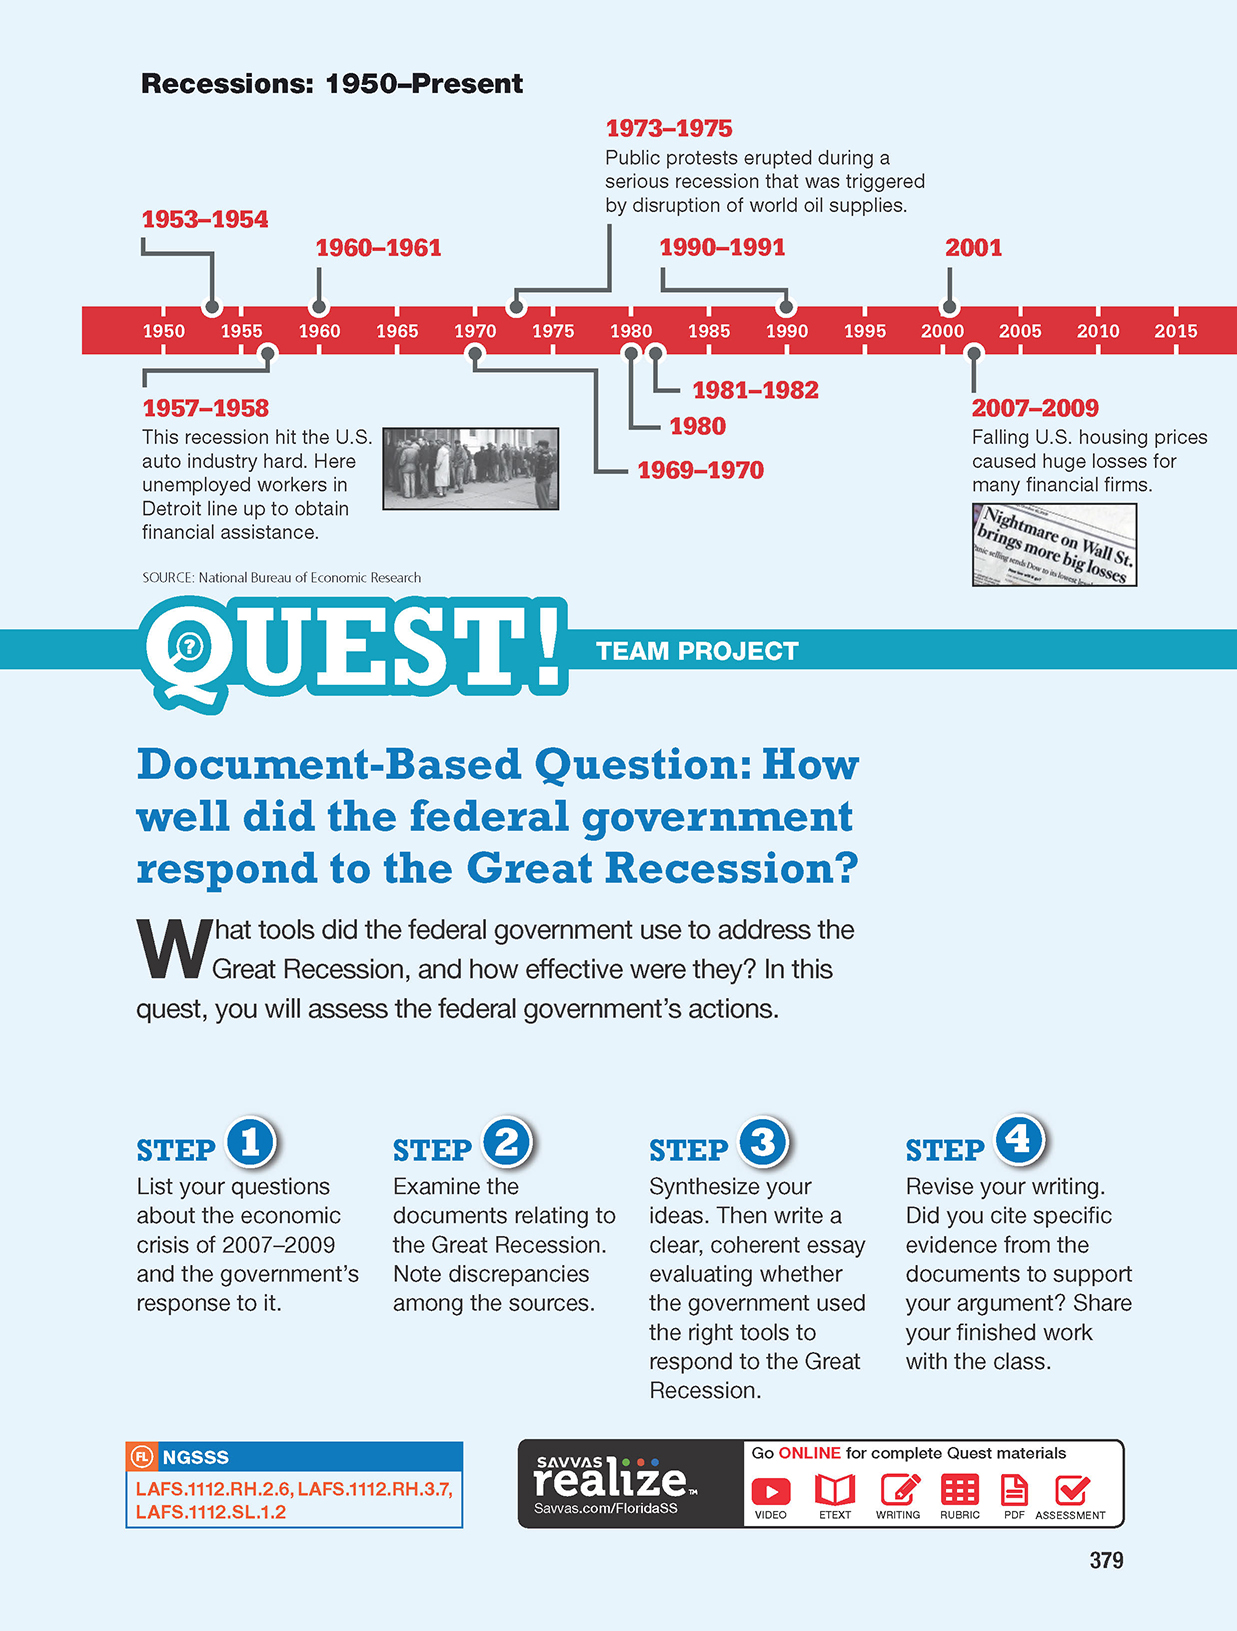 Recessions: 1950–Present
1973–1975
Public protests erupted during a
serious recession that was triggered
by disruption of world oil supplies.
1953–1954
1960–1961
1990–1991
2001
1950 1955 1960 1965 1970 1975 1980 1985 1990 1995 2000 2005 2010 2015
1957–1958
This recession hit the U.S.
auto industry hard. Here
unemployed workers in
Detroit line up to obtain
financial assistance.
1981–1982
1980
1969–1970
2007–2009
Falling U.S. housing prices
caused huge losses for
many financial firms.
Nightmare on Wall St.
brings more big losses
SOURCE: National Bureau of Economic Research
QUEST!
TEAM PROJECT
Document-Based Question: How
well did the federal government
respond to the Great Recession?
What tools did the federal government use to address the
Great Recession, and how effective were they? In this
quest, you will assess the federal government's actions.
STEP 1
List your questions
about the economic
crisis of 2007–2009
and the government's
response to it.
STEP 2
Examine the
documents relating to
the Great Recession.
Note discrepancies
among the sources.
STEP 3
Synthesize your
ideas. Then write a
clear, coherent essay
evaluating whether
the government used
the right tools to
respond to the Great
Recession.
STEP 4
Revise your writing.
Did you cite specific
evidence from the
documents to support
your argument? Share
your finished work
with the class.
FL NGSSS
LAFS.1112.RH.2.6, LAFS.1112.RH.3.7,
LAFS.1112.SL.1.2
SAVVAS
realize™
Savvas.com/FloridaSS
Go ONLINE for complete Quest materials
VIDEO ETEXT WRITING RUBRIC PDF ASSESSMENT
379